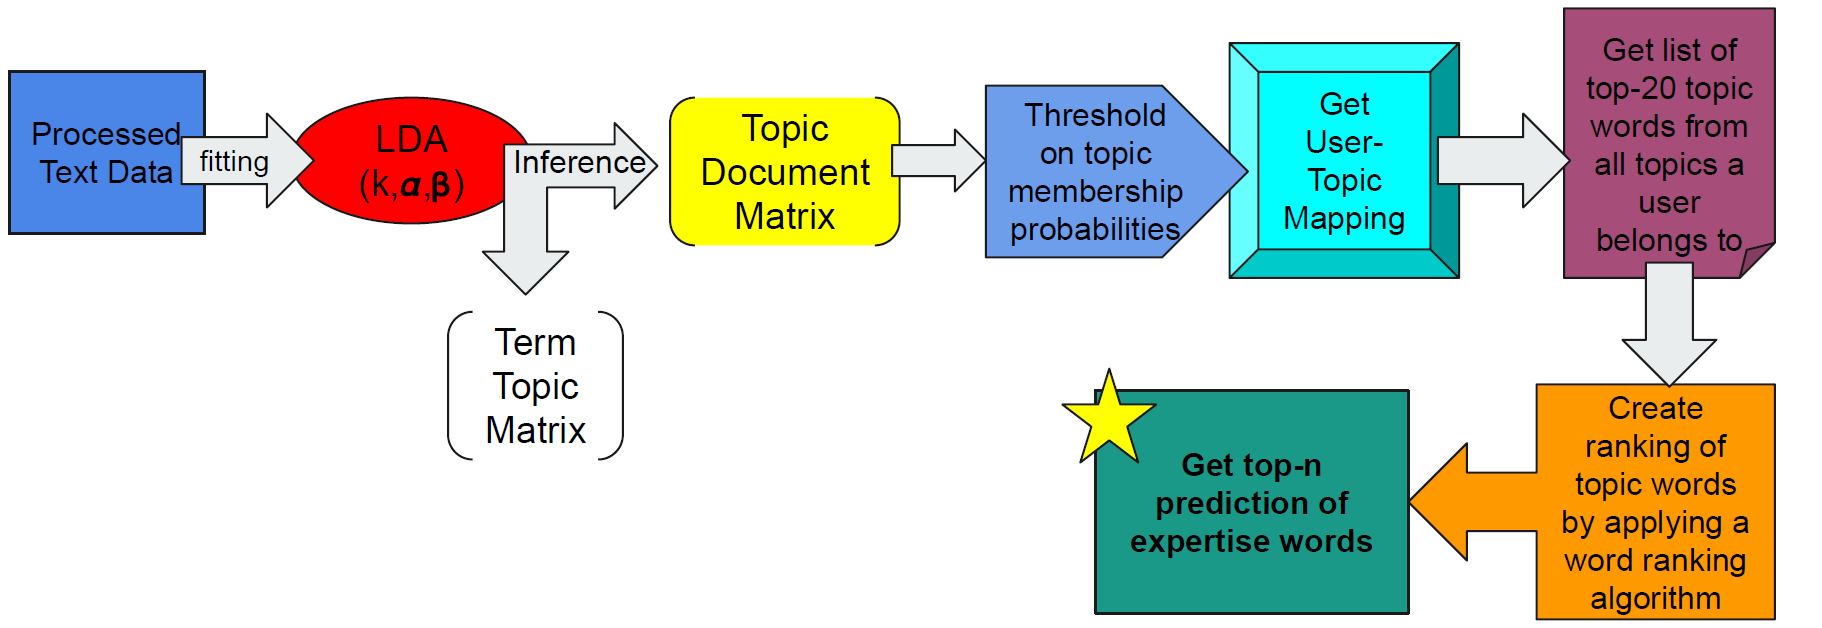 Processed
Text Data
fitting
LDA
(k,α,β)
Inference
Term
Topic
Matrix
Topic
Document
Matrix
Threshold
on topic
membership
probabilities
Get
User-
Topic
Mapping
Get list of
top-20 topic
words from
all topics a
user
belongs to
Create
ranking of
topic words
by applying a
word ranking
algorithm
Get top-n
prediction of
expertise words